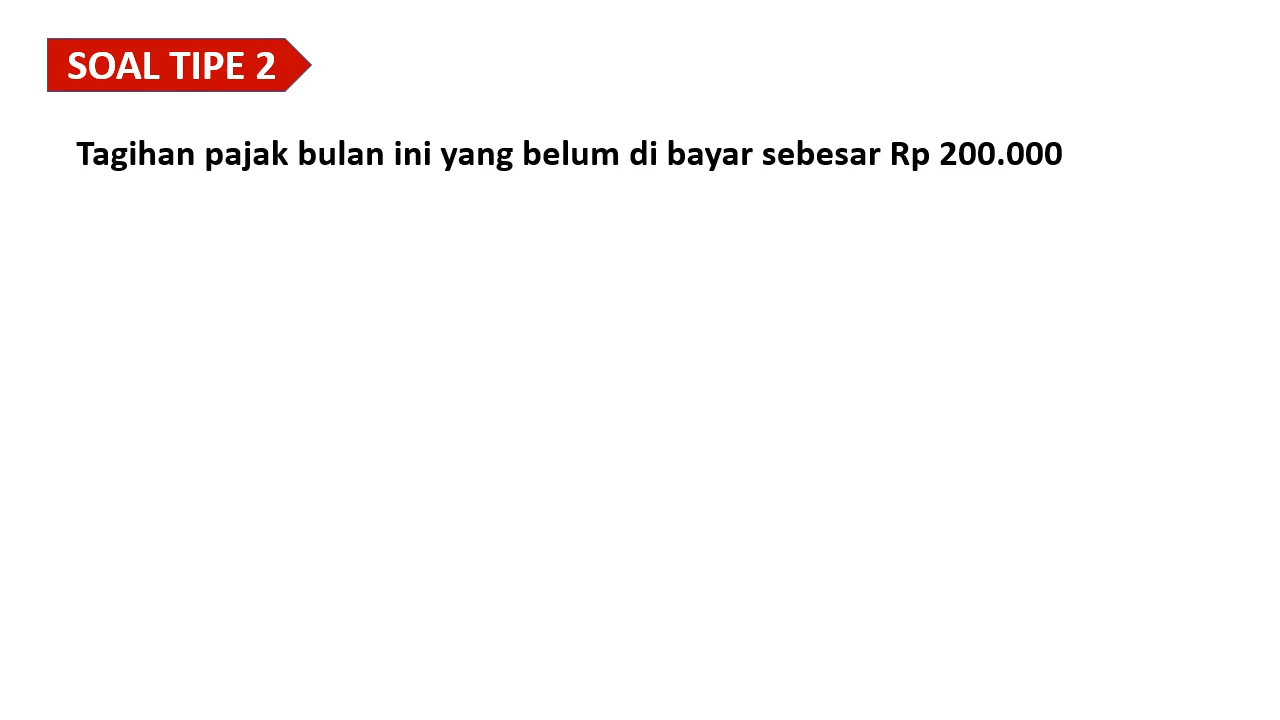 SOAL TIPE 2
Tagihan pajak bulan ini yang belum di bayar sebesar Rp 200.000